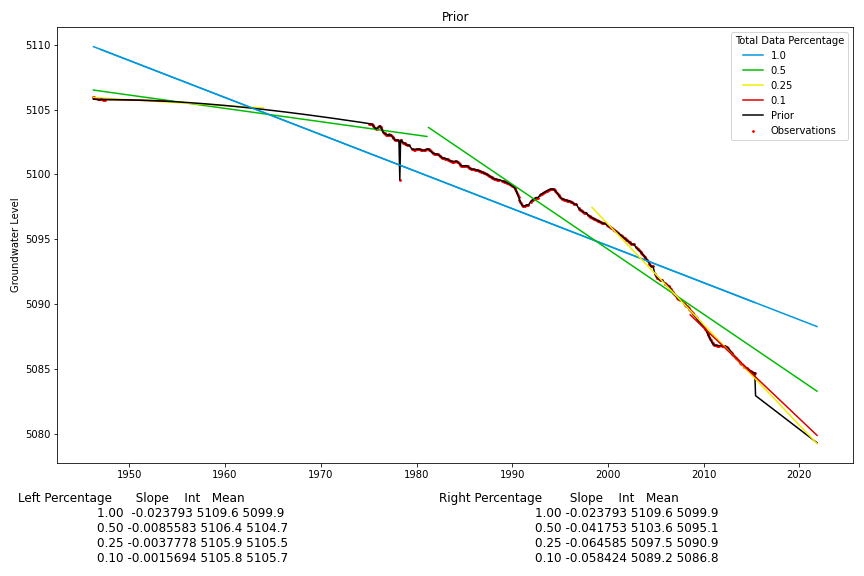 Prior
Total Data Percentage
1.0
0.5
0.25
0.1
Prior
Observations
Groundwater Level
5110
5105
5100
5095
5090
5085
5080
1950 1960 1970 1980 1990 2000 2010 2020
Left Percentage Slope Int Mean
1.00 -0.023793 5109.6 5099.9
0.50 -0.0085583 5106.4 5104.7
0.25 -0.0037778 5105.9 5105.5
0.10 -0.0015694 5105.8 5105.7
Right Percentage Slope Int Mean
1.00 -0.023793 5109.6 5099.9
0.50 -0.041753 5103.6 5095.1
0.25 -0.064585 5097.5 5090.9
0.10 -0.058424 5089.2 5086.8